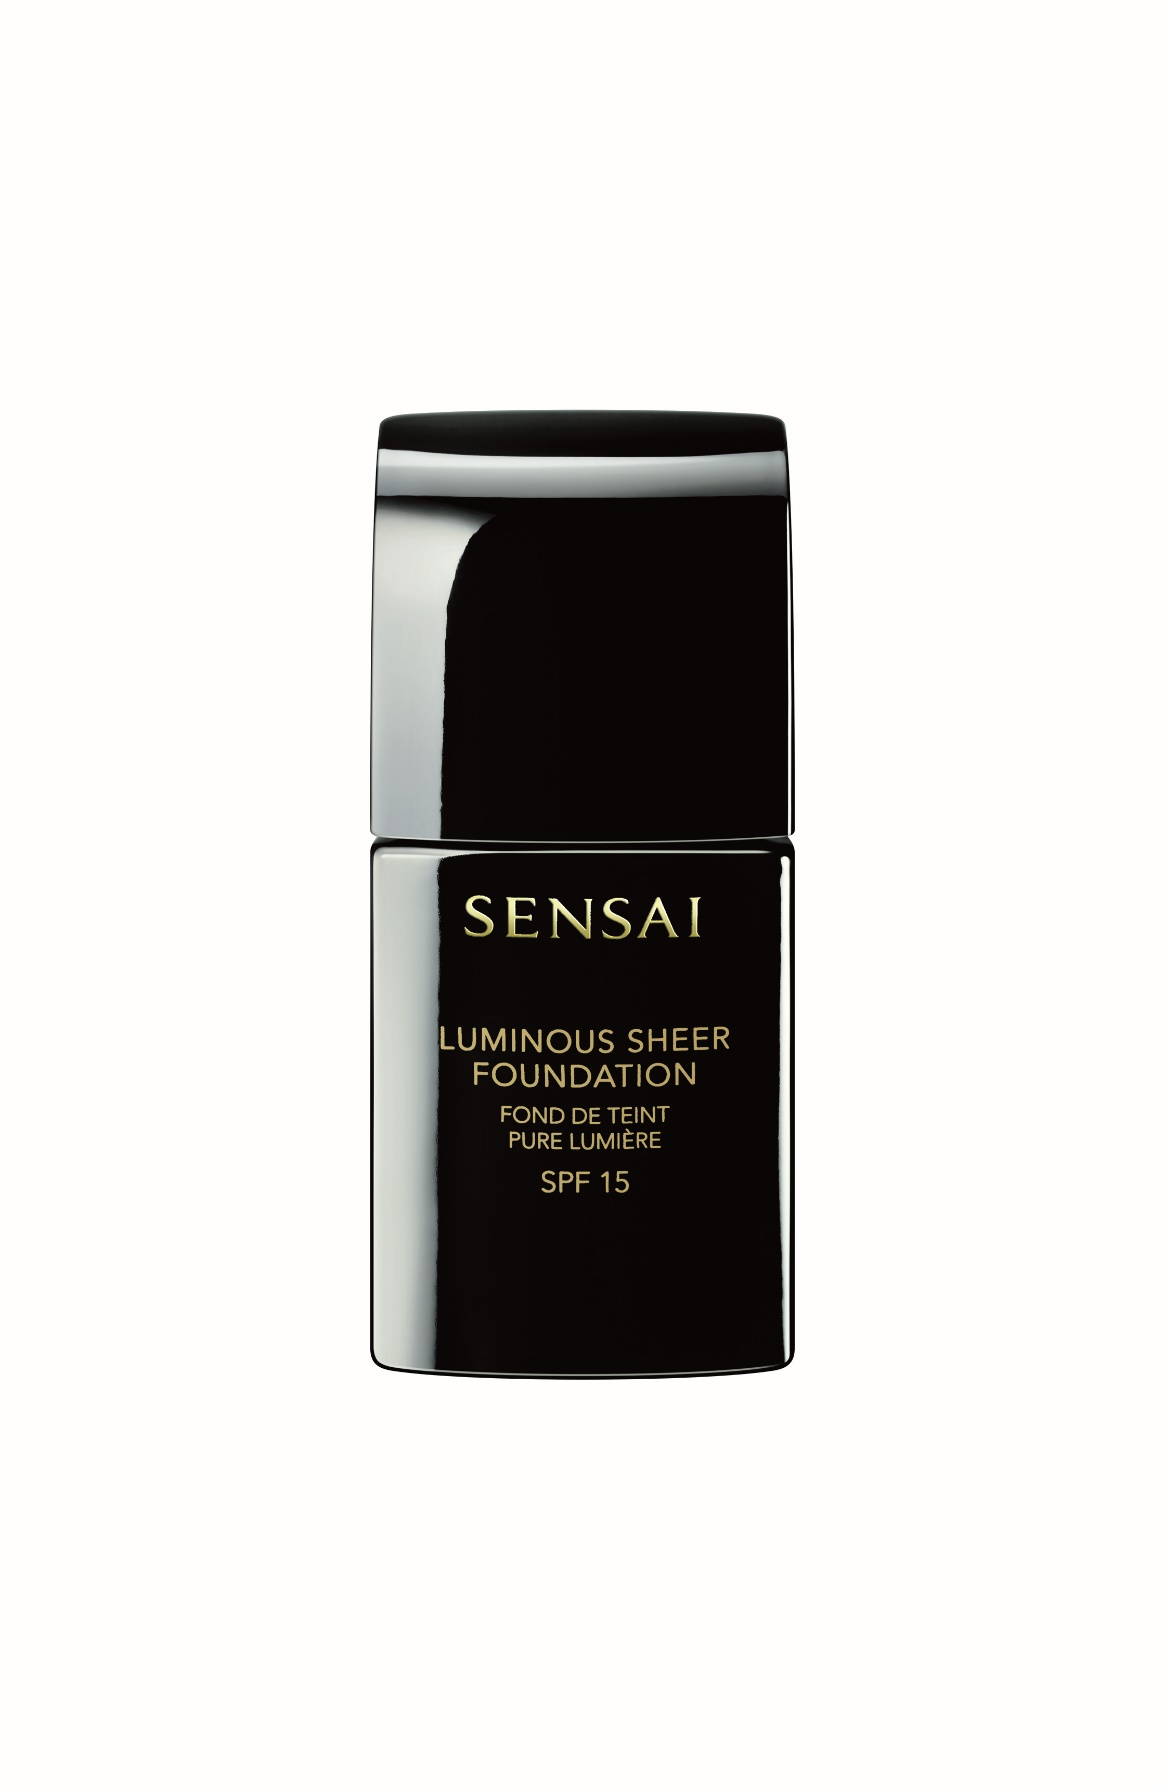 SENSAI
LUMINOUS SHEER
FOUNDATION
FOND DE TEINT
PURE LUMIÈRE
SPF 15